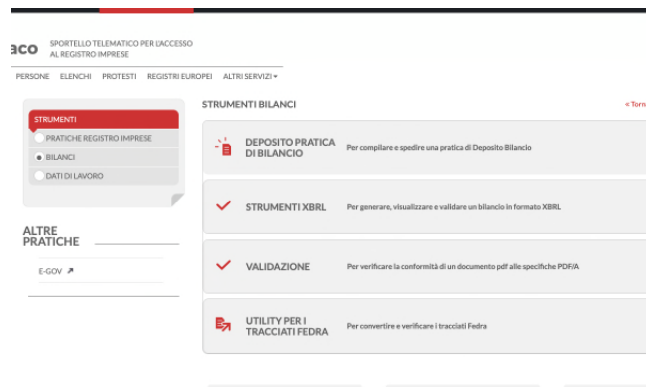 aco
SPORTELLO TELEMATICO PER L'ACCESSO
AL REGISTRO IMPRESE
PERSONE ELENCHI PROTESTI REGISTRI EUROPEI ALTRI SERVIZI
STRUMENTI
PRATICHE REGISTRO IMPRESE
BILANCI
DATI DI LAVORO
ALTRE
PRATICHE
E-GOV
STRUMENTI BILANCI
« Torn
DEPOSITO PRATICA
DI BILANCIO
Per compilare e spedire una pratica di Deposito Bilancio
STRUMENTI XBRL
Per generare, visualizzare e validare un bilancio in formato XBRL
VALIDAZIONE
Per verificare la conformità di un documento pdf alle specifiche PDF/A
UTILITY PER I
TRACCIATI FEDRA
Per convertire e verificare i tracciati Fedra